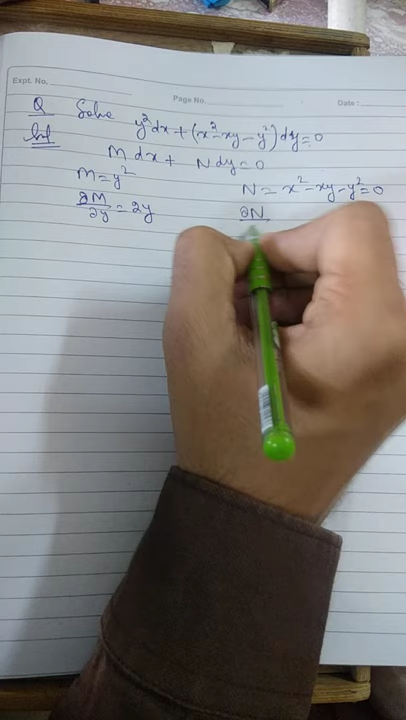 Expt. No.
Page No.
Date :
Q Solve y²dx + (x² - xy - y²) dy = 0
Sol
M dx + N dy = 0
M = y² N = x² - xy - y² = 0
∂M/∂y = 2y ∂N